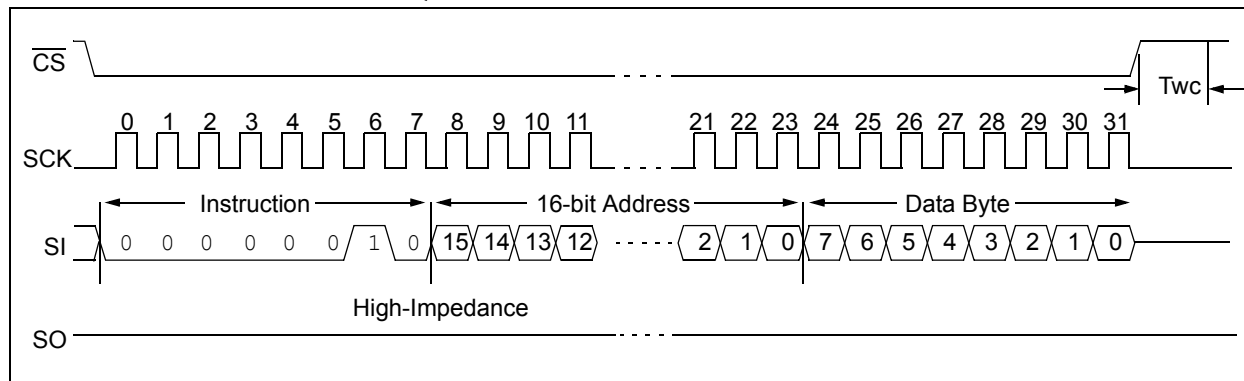 CS
Twc
0 1 2 3 4 5 6 7 8 9 10 11 21 22 23 24 25 26 27 28 29 30 31
SCK
Instruction 16-bit Address Data Byte
SI 0 0 0 0 0 0 1 0 15 14 13 12 2 1 0 7 6 5 4 3 2 1 0
High-Impedance
SO